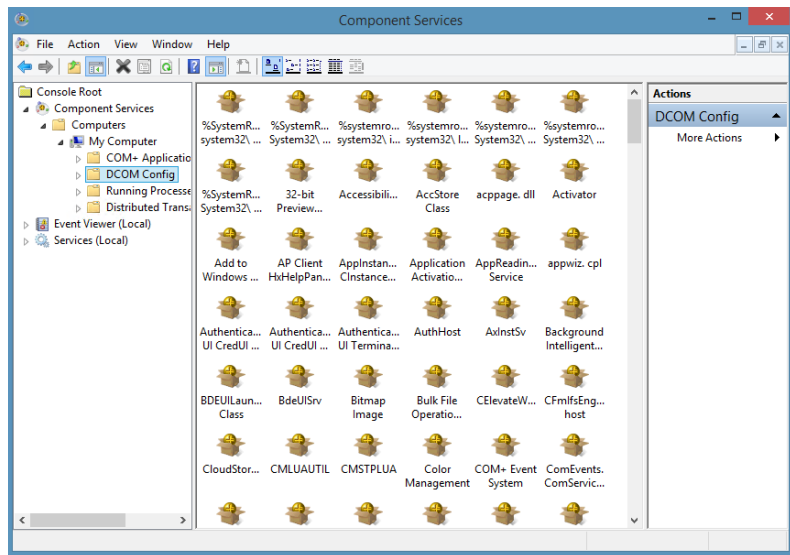 Component Services
File Action View Window Help
Console Root
Component Services
Computers
My Computer
COM+ Applicatio
DCOM Config
Running Processe
Distributed Transa
Event Viewer (Local)
Services (Local)
%SystemR... %SystemR... %systemro... %systemro... %systemro... %systemro...
system32\ ... System32\ ... system32\ i... system32\ l... System32\ ... System32\ ...
%SystemR... 32-bit Accessibili... AccStore acppage. dll Activator
System32\ ... Preview... Class
Add to AP Client AppInstan... Application AppReadin... appwiz. cpl
Windows ... HxHelpPan... CInstance... Activatio... Service
Authentica... Authentica... Authentica... AuthHost AxInstSv Background
UI CredUI ... UI CredUI ... UI Termina... Intelligent...
BDEUILaun... BdeUISrv Bitmap Bulk File CElevateW... CFmIfsEng...
Class Image Operatio... host
CloudStor... CMLUAUTIL CMSTPLUA Color COM+ Event ComEvents.
Management System ComServic...
Actions
DCOM Config
More Actions